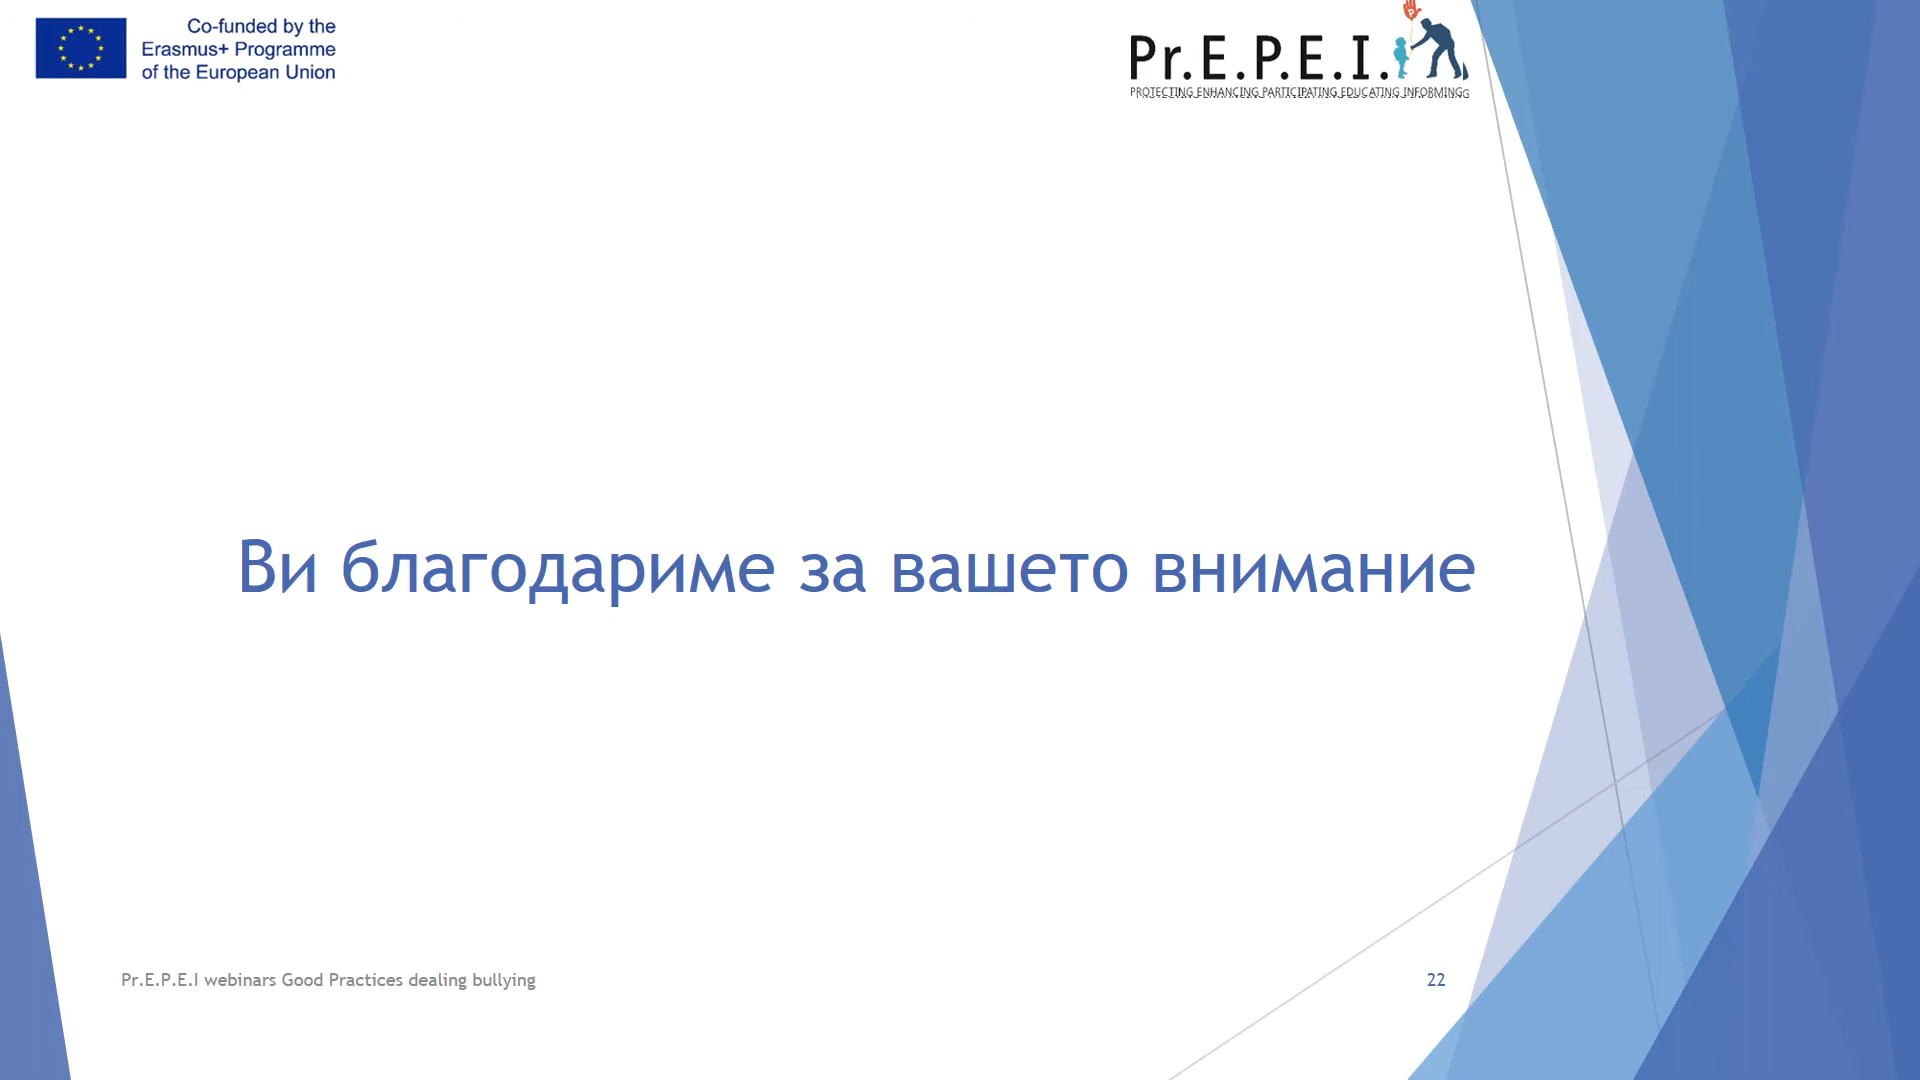 Co-funded by the
Erasmus+ Programme
of the European Union
Pr.E.P.E.I.
PROTECTING ENHANCING PARTICIPATING EDUCATING INFORMING
Ви благодариме за вашето внимание
Pr.E.P.E.I webinars Good Practices dealing bullying
22